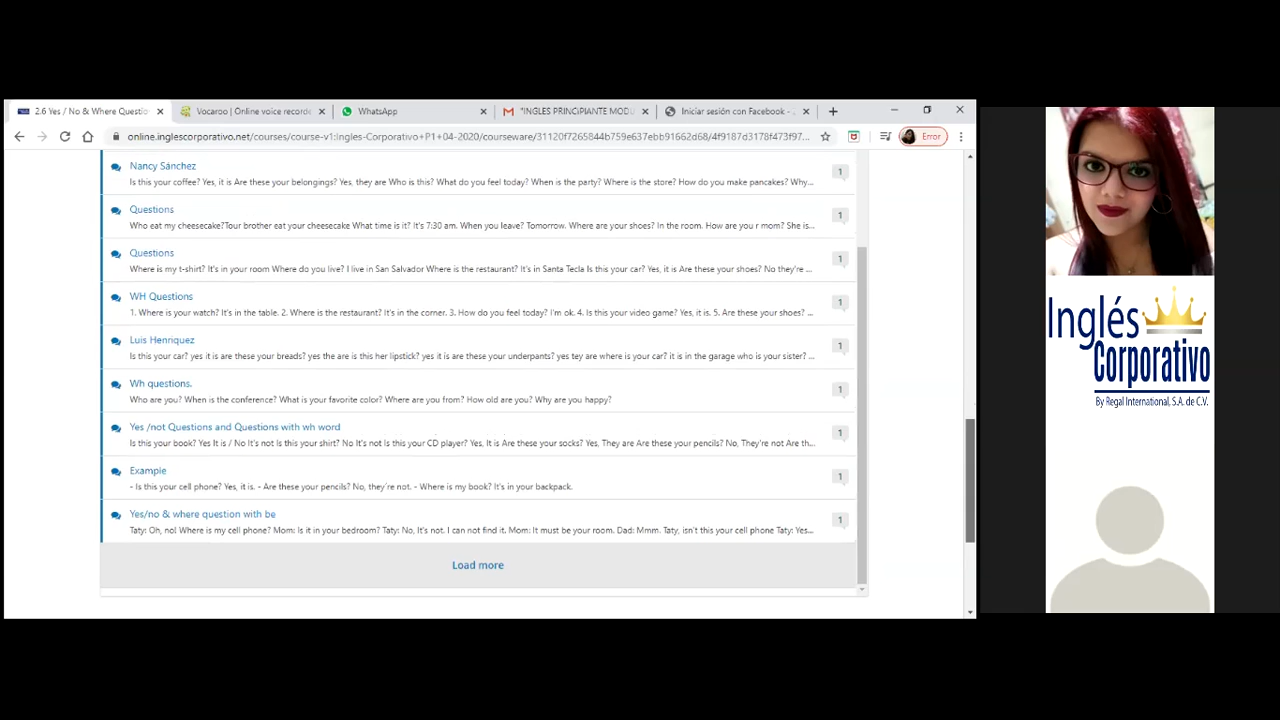 2.6 Yes / No & Where Questio
Vocaroo | Online voice recorde
WhatsApp
"INGLES PRINCiPIANTE MODU
Iniciar sesión con Facebook -
online.inglescorporativo.net/courses/course-v1:Ingles-Corporativo+P1+04-2020/courseware/31120f7265844b759e637ebb91662d68/4f9187d3178f473f97...
Error
Nancy Sánchez
Is this your coffee? Yes, it is Are these your belongings? Yes, they are Who is this? What do you feel today? When is the party? Where is the store? How do you make pancakes? Why...
1
Questions
Who eat my cheesecake?Tour brother eat your cheesecake What time is it? It's 7:30 am. When you leave? Tomorrow. Where are your shoes? In the room. How are you r mom? She is...
1
Questions
Where is my t-shirt? It's in your room Where do you live? I live in San Salvador Where is the restaurant? It's in Santa Tecla Is this your car? Yes, it is Are these your shoes? No they're ...
1
WH Questions
1. Where is your watch? It's in the table. 2. Where is the restaurant? It's in the corner. 3. How do you feel today? I'm ok. 4. Is this your video game? Yes, it is. 5. Are these your shoes? ...
1
Luis Henriquez
Is this your car? yes it is are these your breads? yes the are is this her lipstick? yes it is are these your underpants? yes tey are where is your car? it is in the garage who is your sister? ...
1
Wh questions.
Who are you? When is the conference? What is your favorite color? Where are you from? How old are you? Why are you happy?
1
Yes /not Questions and Questions with wh word
Is this your book? Yes It is / No It's not Is this your shirt? No It's not Is this your CD player? Yes, It is Are these your socks? Yes, They are Are these your pencils? No, They're not Are th...
1
Example
- Is this your cell phone? Yes, it is. - Are these your pencils? No, they´re not. - Where is my book? It's in your backpack.
1
Yes/no & where question with be
Taty: Oh, no! Where is my cell phone? Mom: Is it in your bedroom? Taty: No, It's not. I can not find it. Mom: It must be your room. Dad: Mmm. Taty, isn't this your cell phone Taty: Yes...
1
Load more
Inglés
Corporativo
By Regal International, S.A. de C.V.